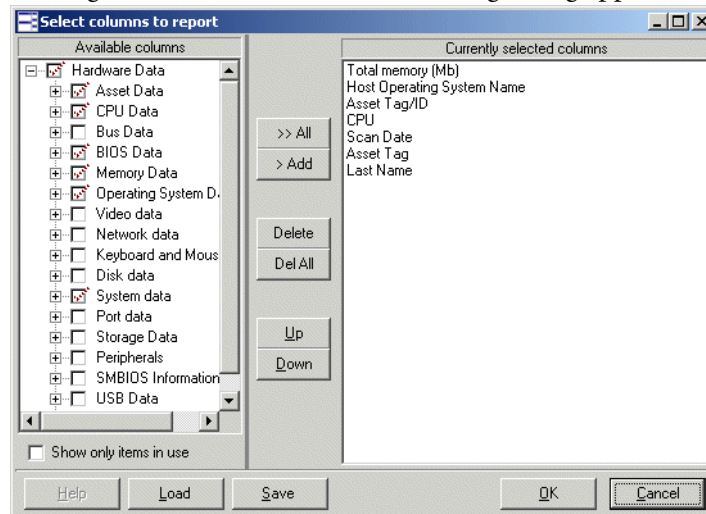 Select columns to report
Available columns
Currently selected columns
Hardware Data
Asset Data
CPU Data
Bus Data
BIOS Data
Memory Data
Operating System D
Video data
Network data
Keyboard and Mous
Disk data
System data
Port data
Storage Data
Peripherals
SMBIOS Information
USB Data
Show only items in use
>> All
> Add
Delete
Del All
Up
Down
Total memory (Mb)
Host Operating System Name
Asset Tag/ID
CPU
Scan Date
Asset Tag
Last Name
Help
Load
Save
OK
Cancel